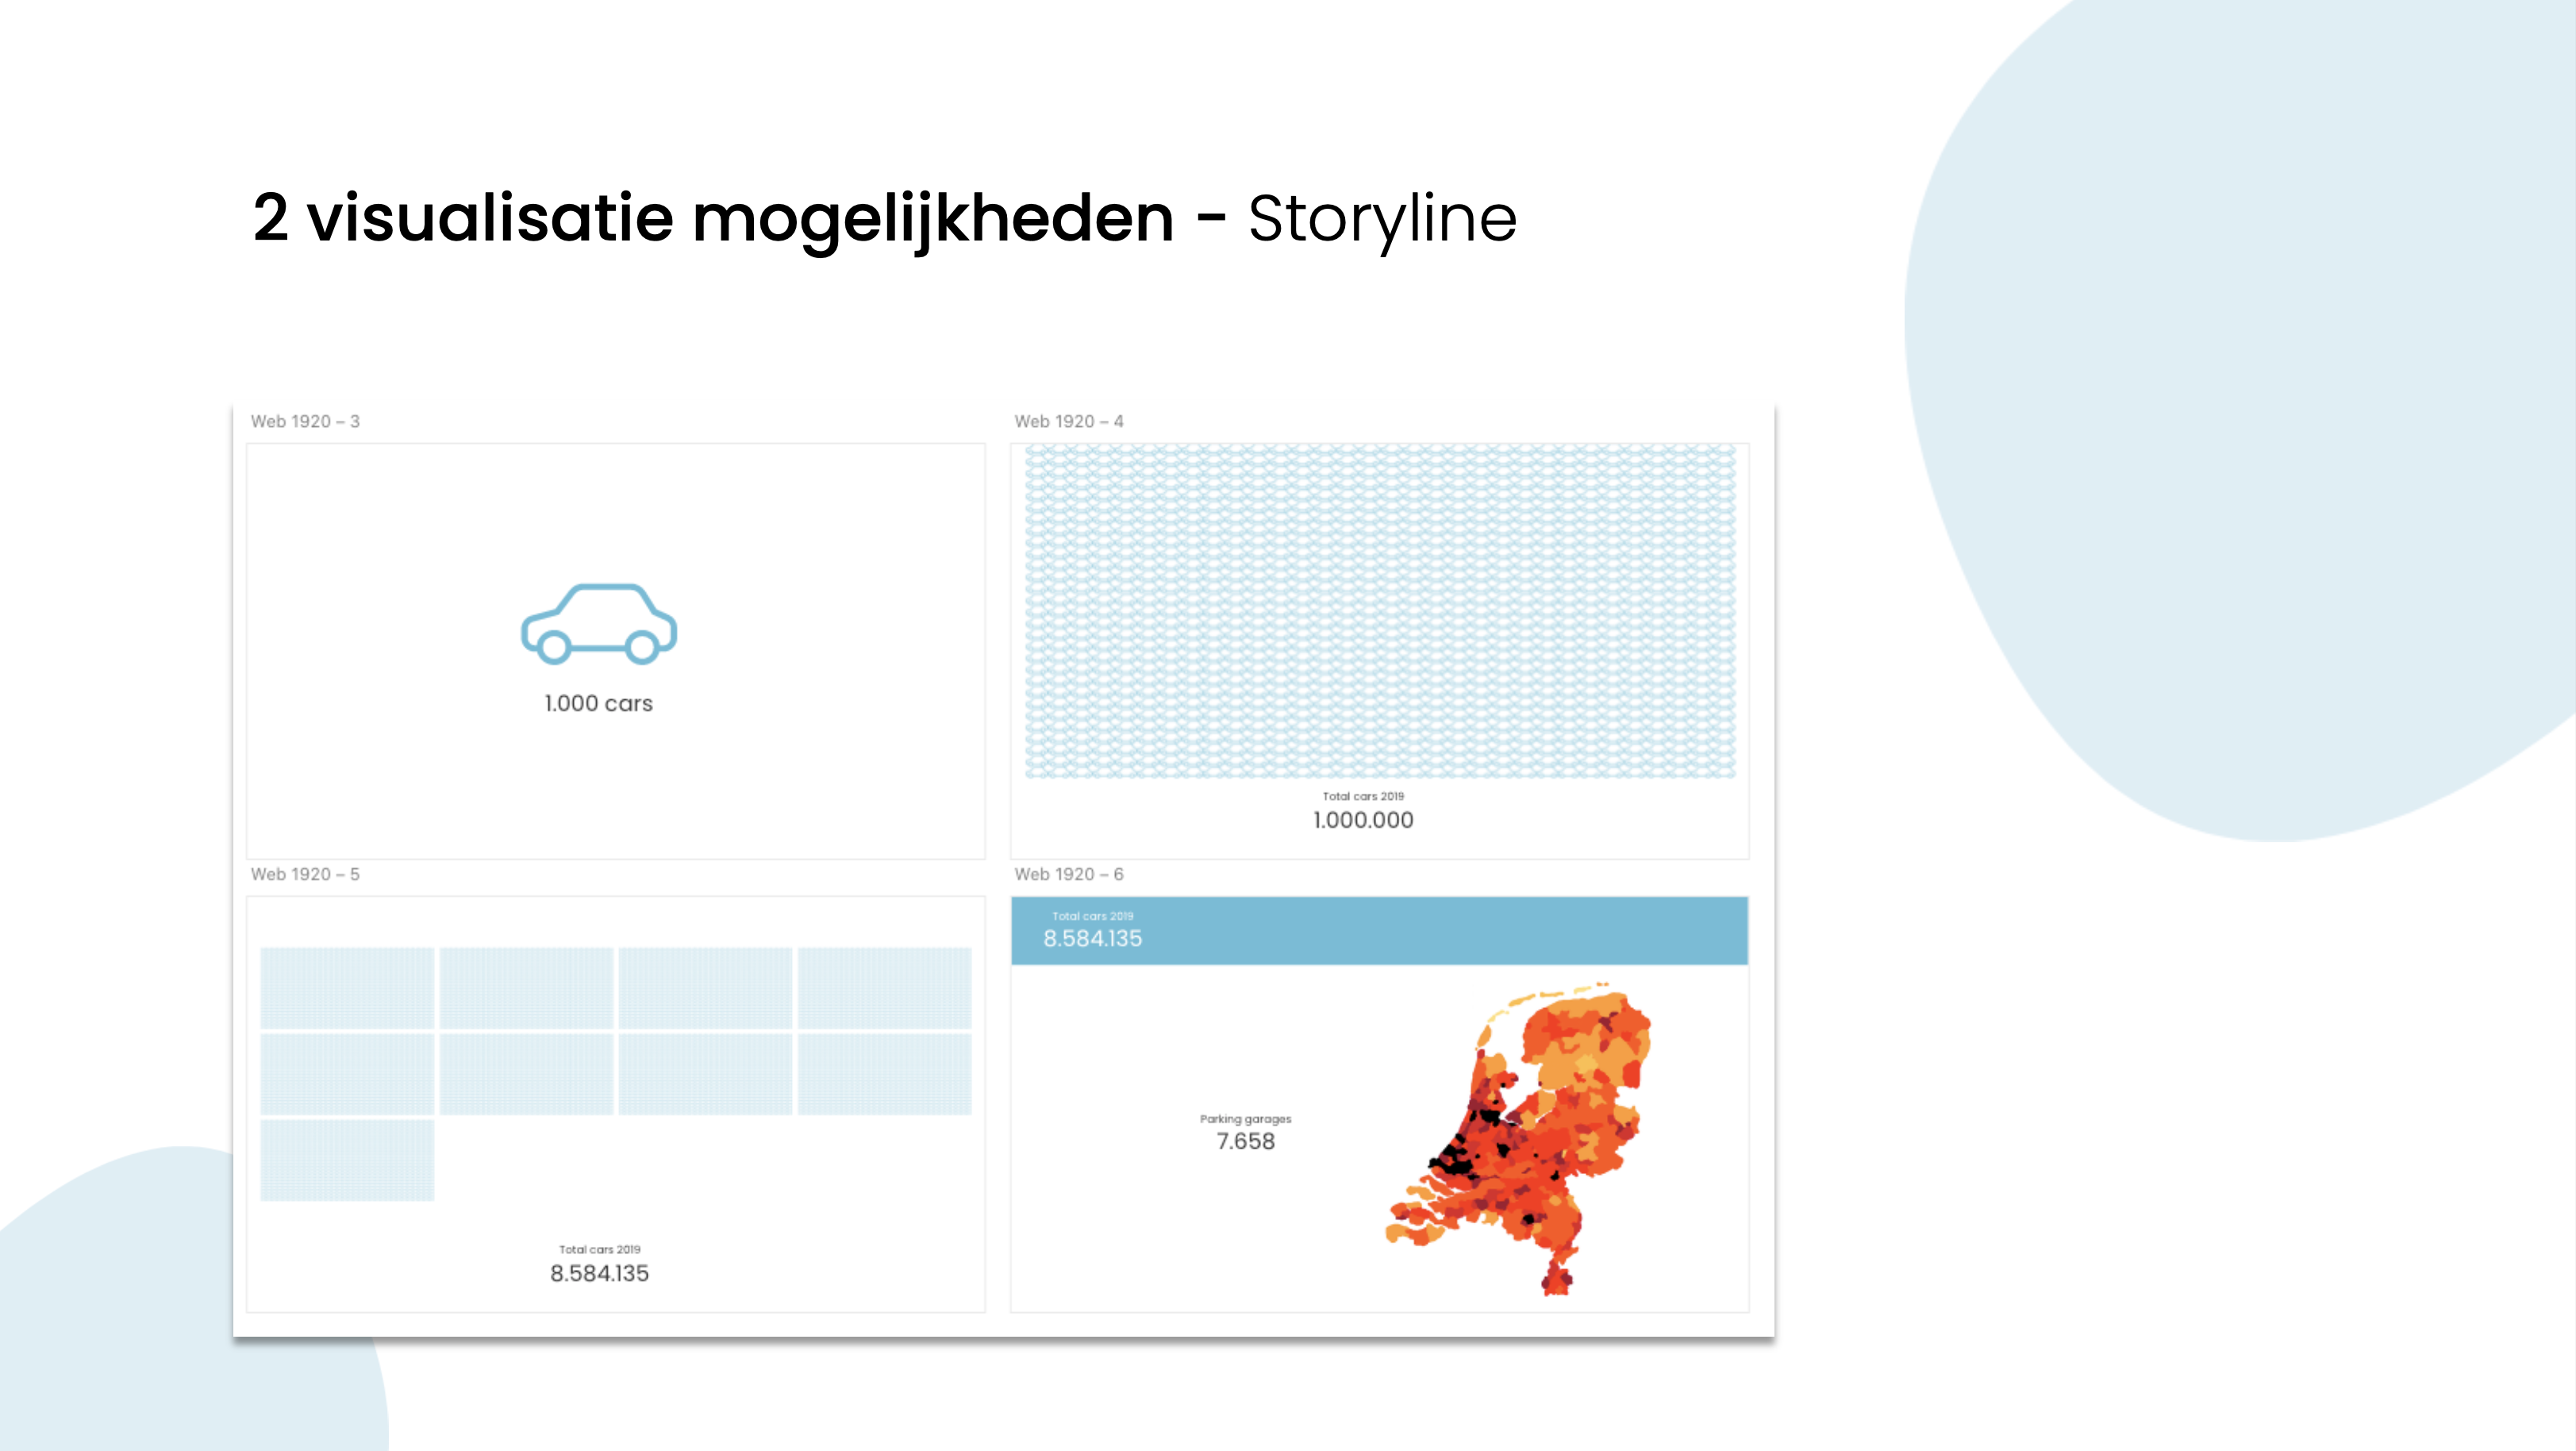 2 visualisatie mogelijkheden - Storyline
Web 1920 – 3
1.000 cars
Web 1920 – 4
Total cars 2019
1.000.000
Web 1920 – 5
Total cars 2019
8.584.135
Web 1920 – 6
Total cars 2019
8.584.135
Parking garages
7.658